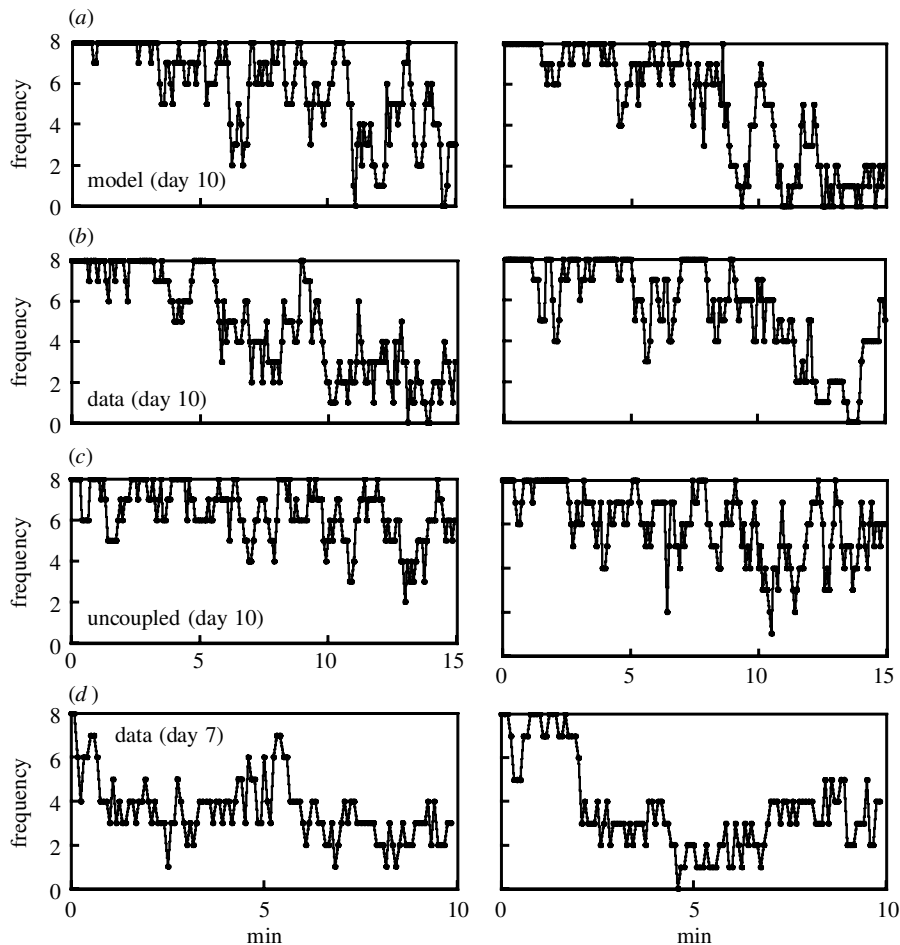 (a)
8
6
4
2
0
frequency
model (day 10)
(b)
8
6
4
2
0
frequency
data (day 10)
(c)
8
6
4
2
0
frequency
uncoupled (day 10)
0 5 10 15
0 5 10 15
(d)
8
6
4
2
0
frequency
data (day 7)
0 5 10
0 5 10
min min